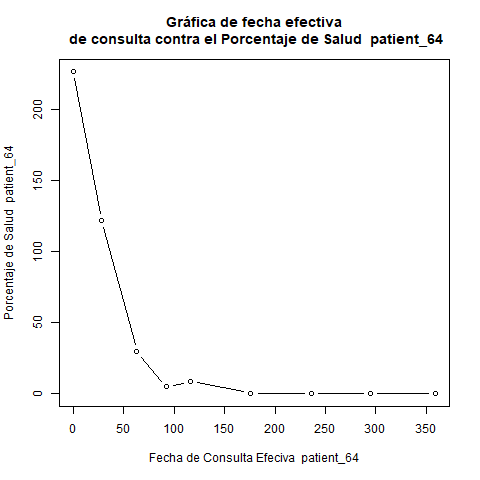 Gráfica de fecha efectiva
de consulta contra el Porcentaje de Salud patient_64
Porcentaje de Salud patient_64
200
150
100
50
0
0 50 100 150 200 250 300 350
Fecha de Consulta Efeciva patient_64